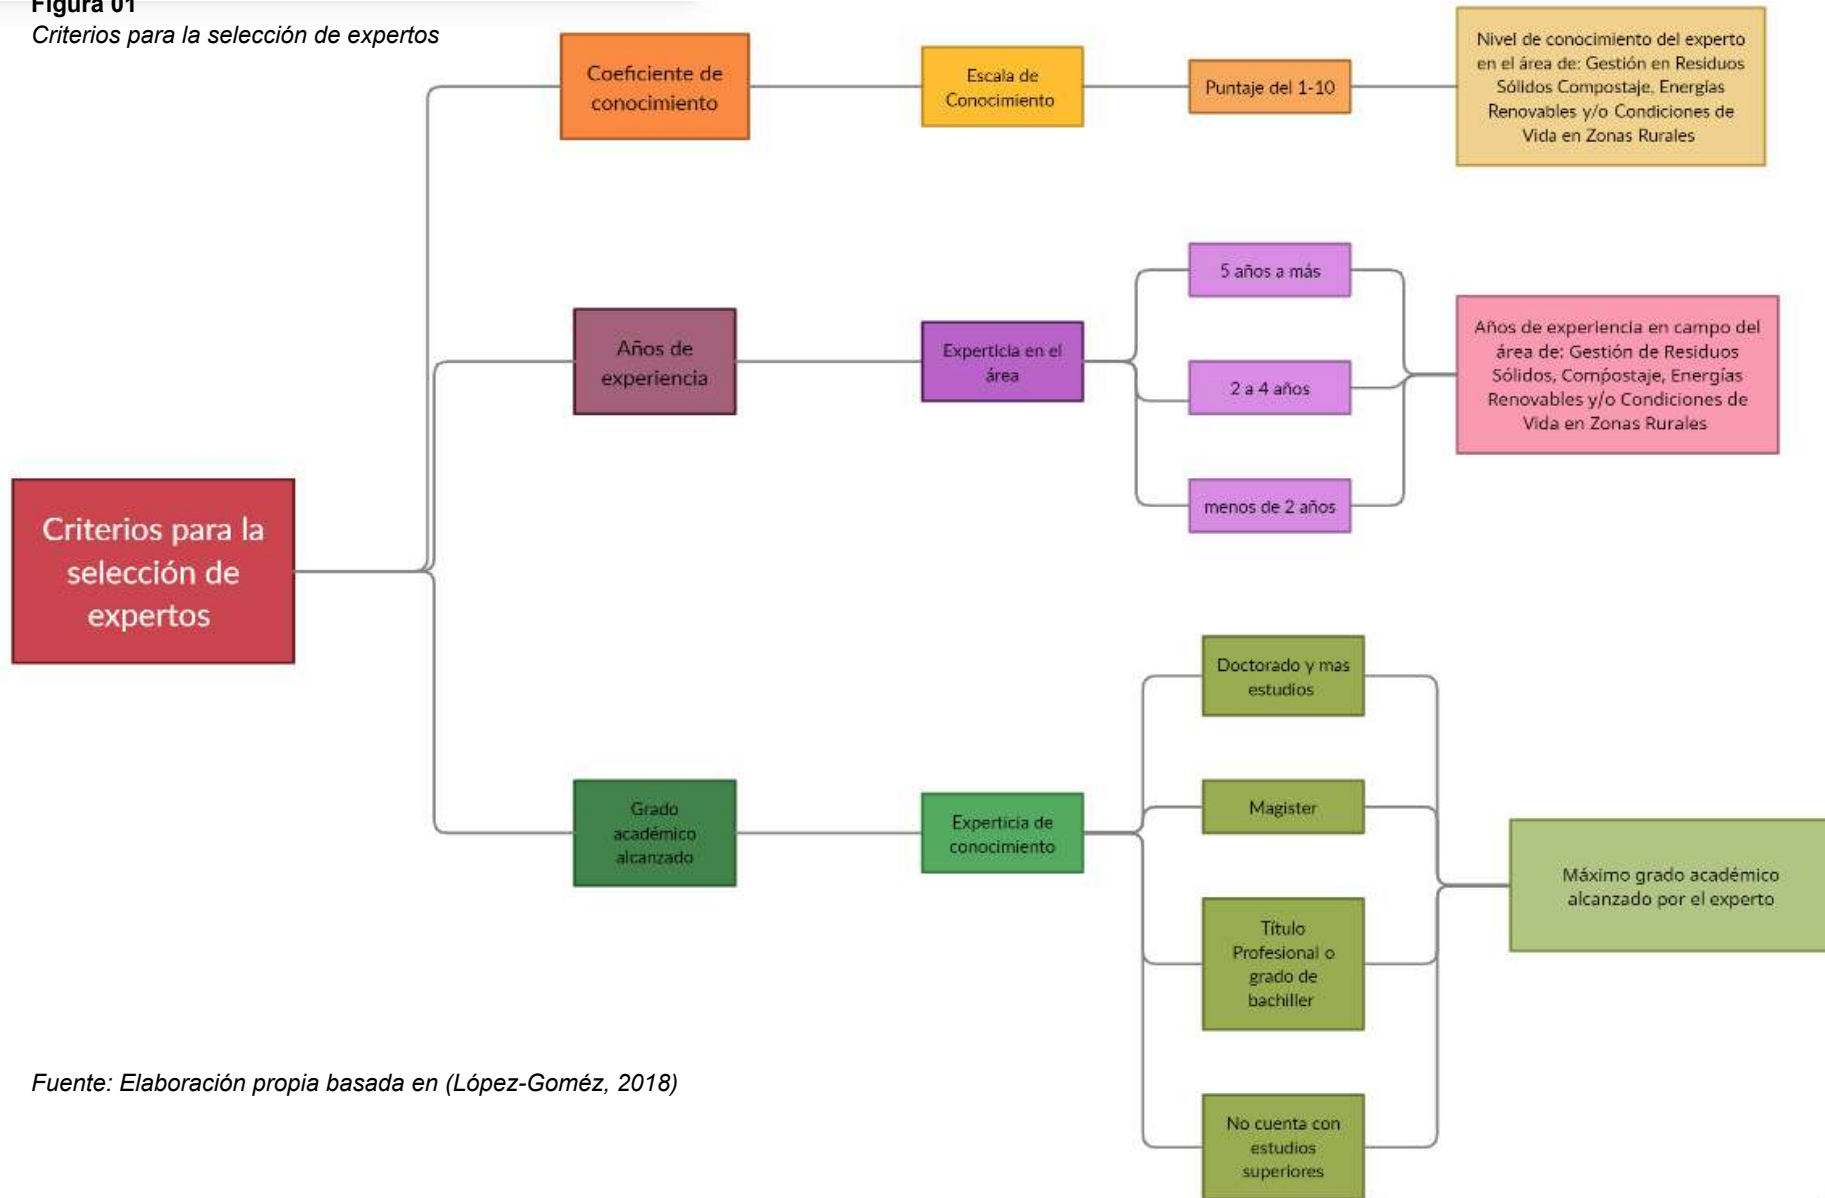 Figura 01
Criterios para la selección de expertos
Criterios para la
selección de
expertos
Coeficiente de
conocimiento
Escala de
Conocimiento
Puntaje del 1-10
Nivel de conocimiento del experto
en el área de: Gestión en Residuos
Sólidos Compostaje, Energías
Renovables y/o Condiciones de
Vida en Zonas Rurales
Años de
experiencia
Experticia en el
área
5 años a más
2 a 4 años
menos de 2 años
Años de experiencia en campo del
área de: Gestión de Residuos
Sólidos, Compostaje, Energías
Renovables y/o Condiciones de
Vida en Zonas Rurales
Grado
académico
alcanzado
Experticia de
conocimiento
Doctorado y mas
estudios
Magister
Título
Profesional o
grado de
bachiller
No cuenta con
estudios
superiores
Máximo grado académico
alcanzado por el experto
Fuente: Elaboración propia basada en (López-Goméz, 2018)